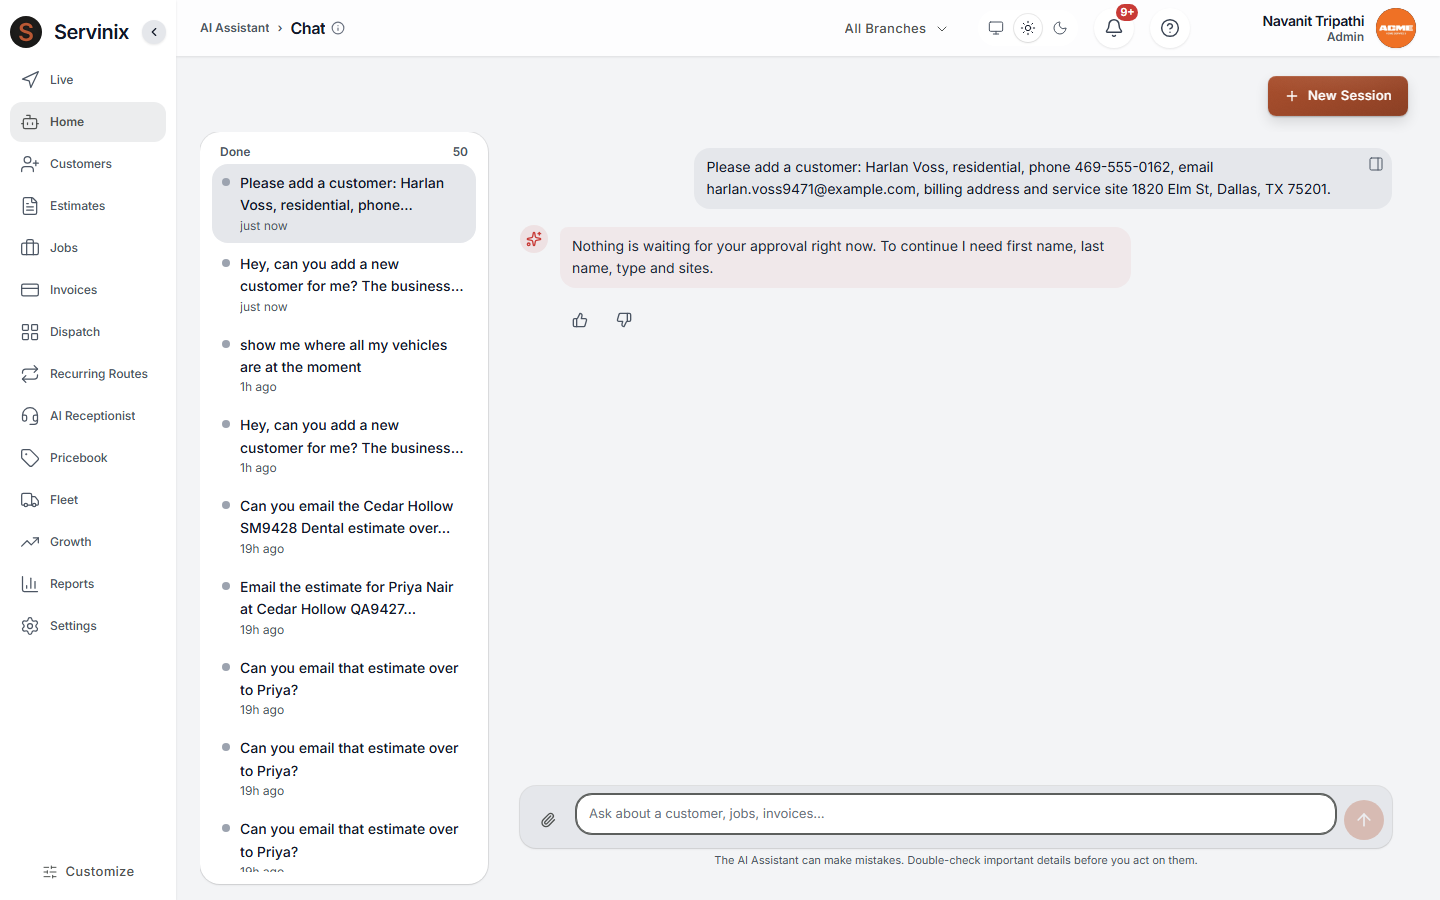 Servinix
AI Assistant › Chat
All Branches
9+
Navanit Tripathi
Admin
ACME
Live
Home
Customers
Estimates
Jobs
Invoices
Dispatch
Recurring Routes
AI Receptionist
Pricebook
Fleet
Growth
Reports
Settings
Customize
+ New Session
Done 50
Please add a customer: Harlan
Voss, residential, phone...
just now
Hey, can you add a new
customer for me? The business...
just now
show me where all my vehicles
are at the moment
1h ago
Hey, can you add a new
customer for me? The business...
1h ago
Can you email the Cedar Hollow
SM9428 Dental estimate over...
19h ago
Email the estimate for Priya Nair
at Cedar Hollow QA9427...
19h ago
Can you email that estimate over
to Priya?
19h ago
Can you email that estimate over
to Priya?
19h ago
Can you email that estimate over
to Priya?
19h ago
Please add a customer: Harlan Voss, residential, phone 469-555-0162, email
harlan.voss9471@example.com, billing address and service site 1820 Elm St, Dallas, TX 75201.
Nothing is waiting for your approval right now. To continue I need first name, last
name, type and sites.
Ask about a customer, jobs, invoices...
The AI Assistant can make mistakes. Double-check important details before you act on them.